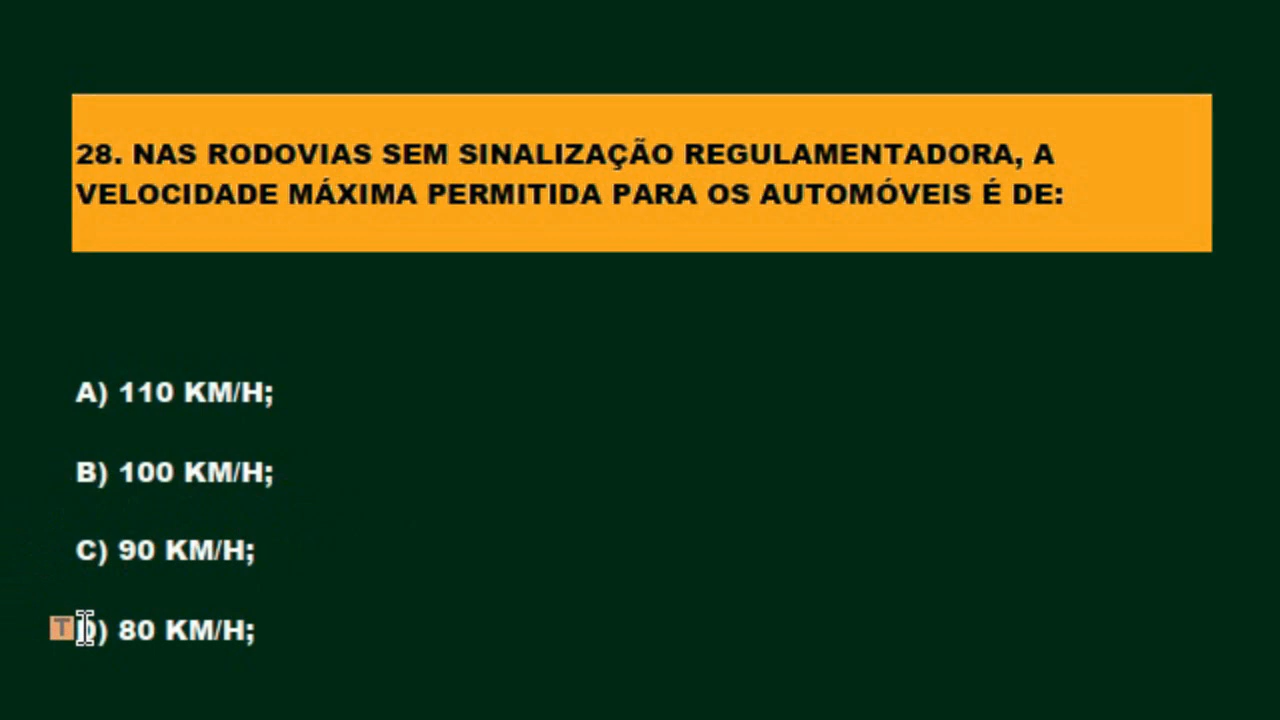 28. NAS RODOVIAS SEM SINALIZAÇÃO REGULAMENTADORA, A
VELOCIDADE MÁXIMA PERMITIDA PARA OS AUTOMÓVEIS É DE:
A) 110 KM/H;
B) 100 KM/H;
C) 90 KM/H;
T D) 80 KM/H;